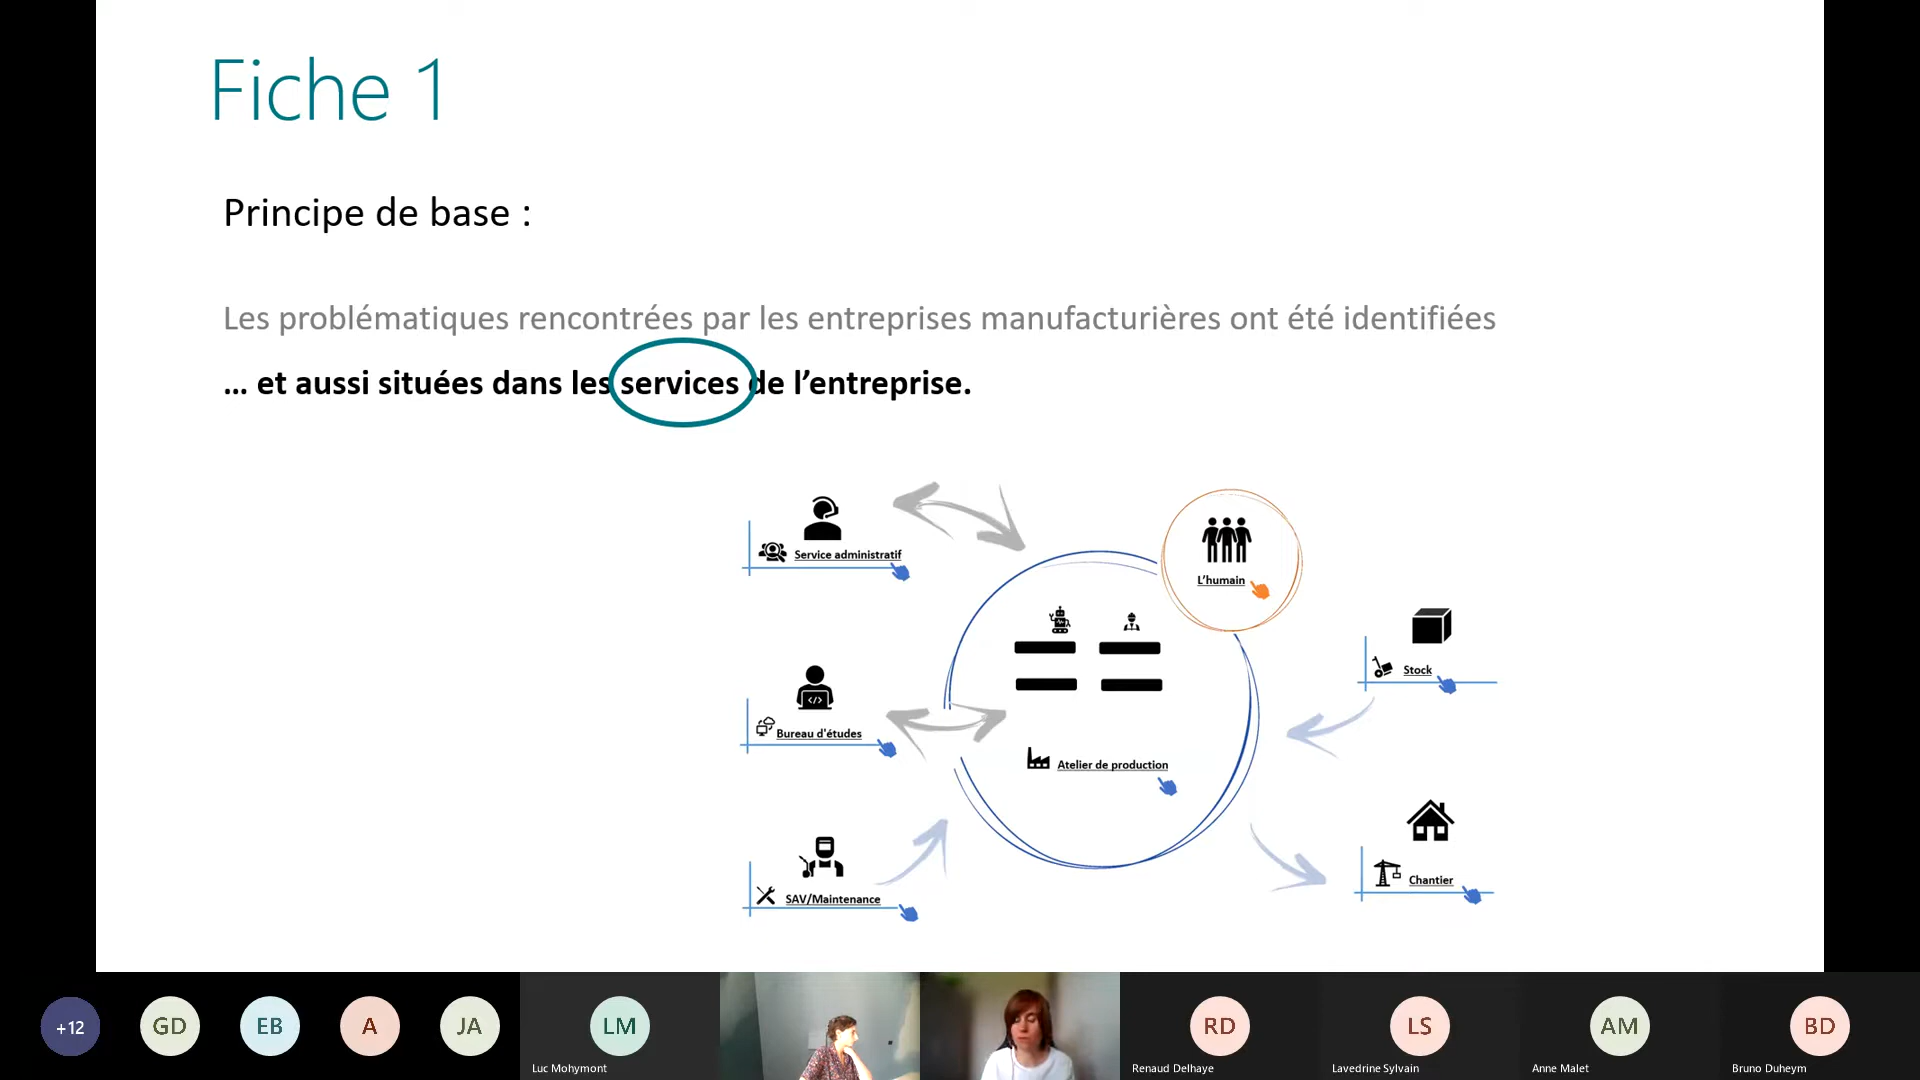 Fiche 1
Principe de base :
Les problématiques rencontrées par les entreprises manufacturières ont été identifiées
... et aussi situées dans les services de l’entreprise.
Service administratif
L’humain
Stock
Bureau d'études
Atelier de production
SAV/Maintenance
Chantier
+12
GD
EB
A
JA
LM
RD
LS
AM
BD
Luc Mohymont
Renaud Delhaye
Lavedrine Sylvain
Anne Malet
Bruno Duheym